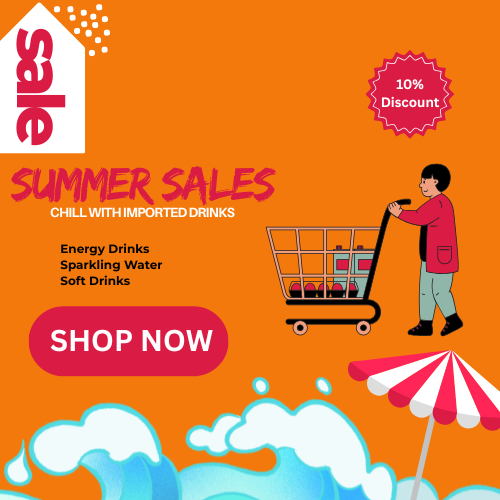 sale
10%
Discount
SUMMER SALES
CHILL WITH IMPORTED DRINKS
Energy Drinks
Sparkling Water
Soft Drinks
SHOP NOW